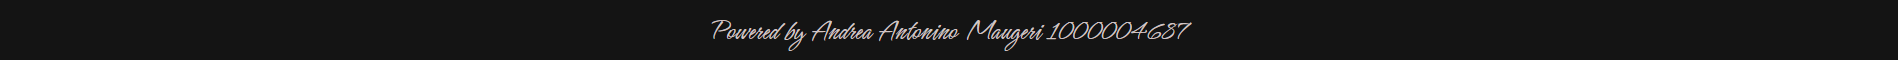 Powered by Andrea Antonino Maugeri 1000004687